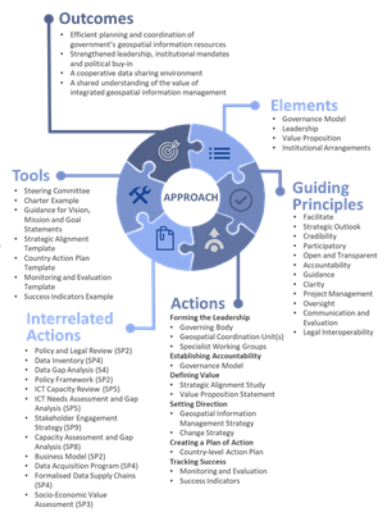 Outcomes
• Efficient planning and coordination of
government's geospatial information resources
• Strengthened leadership, institutional mandates
and political buy-in
• A cooperative data sharing environment
• A shared understanding of the value of
integrated geospatial information management
Elements
• Governance Model
• Leadership
• Value Proposition
• Institutional Arrangements
Tools
• Steering Committee
• Charter Example
• Guidance for Vision,
Mission and Goal
Statements
• Strategic Alignment
Template
• Country Action Plan
Template
• Monitoring and Evaluation
Template
• Success Indicators Example
APPROACH
Guiding
Principles
• Facilitate
• Strategic Outlook
• Credibility
• Participatory
• Open and Transparent
• Accountability
• Guidance
• Clarity
• Project Management
• Oversight
• Communication and
Evaluation
• Legal Interoperability
Interrelated
Actions
• Policy and Legal Review (SP2)
• Data Inventory (SP4)
• Data Gap Analysis (S4)
• Policy Framework (SP2)
• ICT Capacity Review (SP5)
• ICT Needs Assessment and Gap
Analysis (SP5)
• Stakeholder Engagement
Strategy (SP9)
• Capacity Assessment and Gap
Analysis (SP8)
• Business Model (SP2)
• Data Acquisition Program (SP4)
• Formalised Data Supply Chains
(SP4)
• Socio-Economic Value
Assessment (SP3)
Actions
Forming the Leadership
• Governing Body
• Geospatial Coordination Unit(s)
• Specialist Working Groups
Establishing Accountability
• Governance Model
Defining Value
• Strategic Alignment Study
• Value Proposition Statement
Setting Direction
• Geospatial Information
Management Strategy
• Change Strategy
Creating a Plan of Action
• Country-level Action Plan
Tracking Success
• Monitoring and Evaluation
• Success Indicators